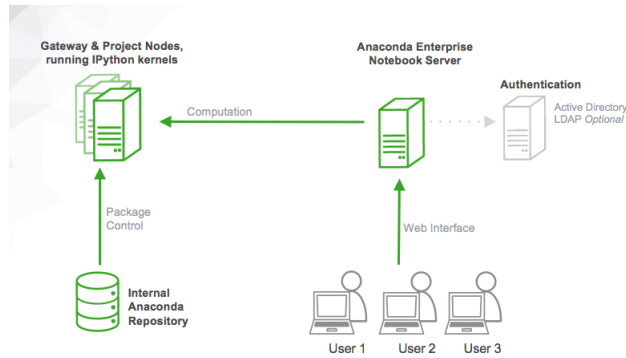 Gateway & Project Nodes,
running IPython kernels
Anaconda Enterprise
Notebook Server
Authentication
Active Directory
LDAP Optional
Computation
Package
Control
Web Interface
Internal
Anaconda
Repository
User 1
User 2
User 3